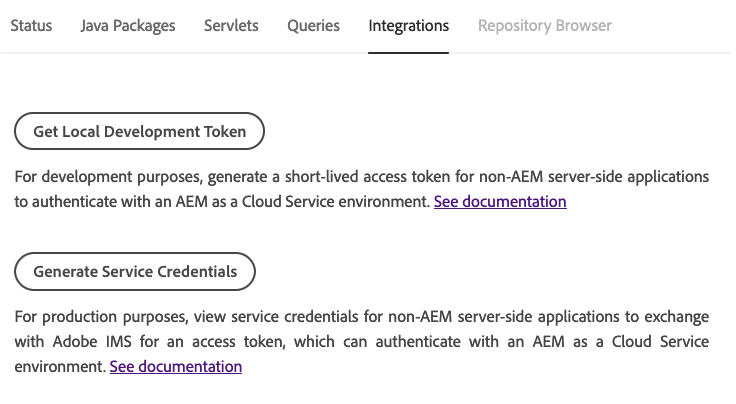 Status Java Packages Servlets Queries Integrations Repository Browser
Get Local Development Token
For development purposes, generate a short-lived access token for non-AEM server-side applications
to authenticate with an AEM as a Cloud Service environment. See documentation
Generate Service Credentials
For production purposes, view service credentials for non-AEM server-side applications to exchange
with Adobe IMS for an access token, which can authenticate with an AEM as a Cloud Service
environment. See documentation